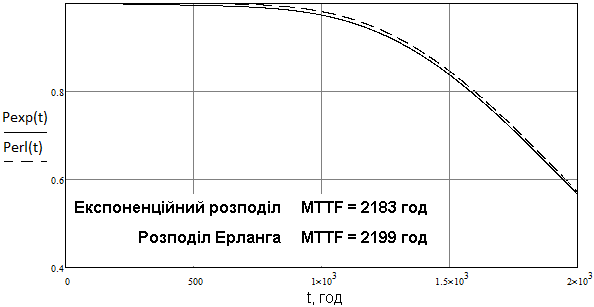 0.8
Pexp(t)
Perl(t)
0.6
Експоненційний розподіл MTTF = 2183 год
Розподіл Ерланга MTTF = 2199 год
0.4
0 500 1×10³ 1.5×10³ 2×10³
t, год